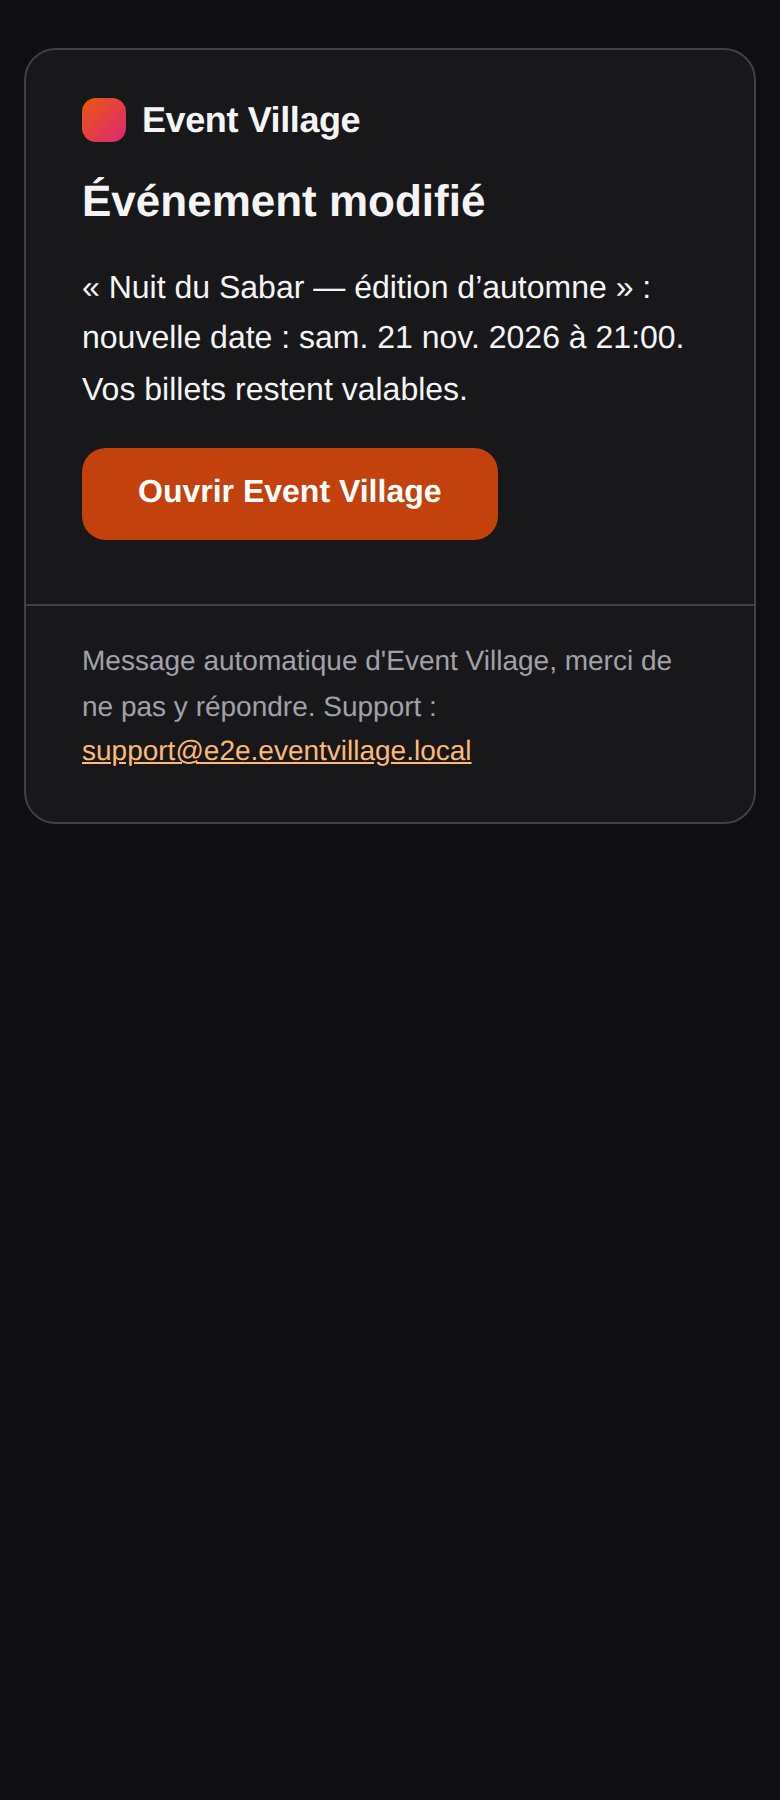 Event Village
Événement modifié
« Nuit du Sabar — édition d’automne » :
nouvelle date : sam. 21 nov. 2026 à 21:00.
Vos billets restent valables.
Ouvrir Event Village
Message automatique d'Event Village, merci de
ne pas y répondre. Support :
support@e2e.eventvillage.local